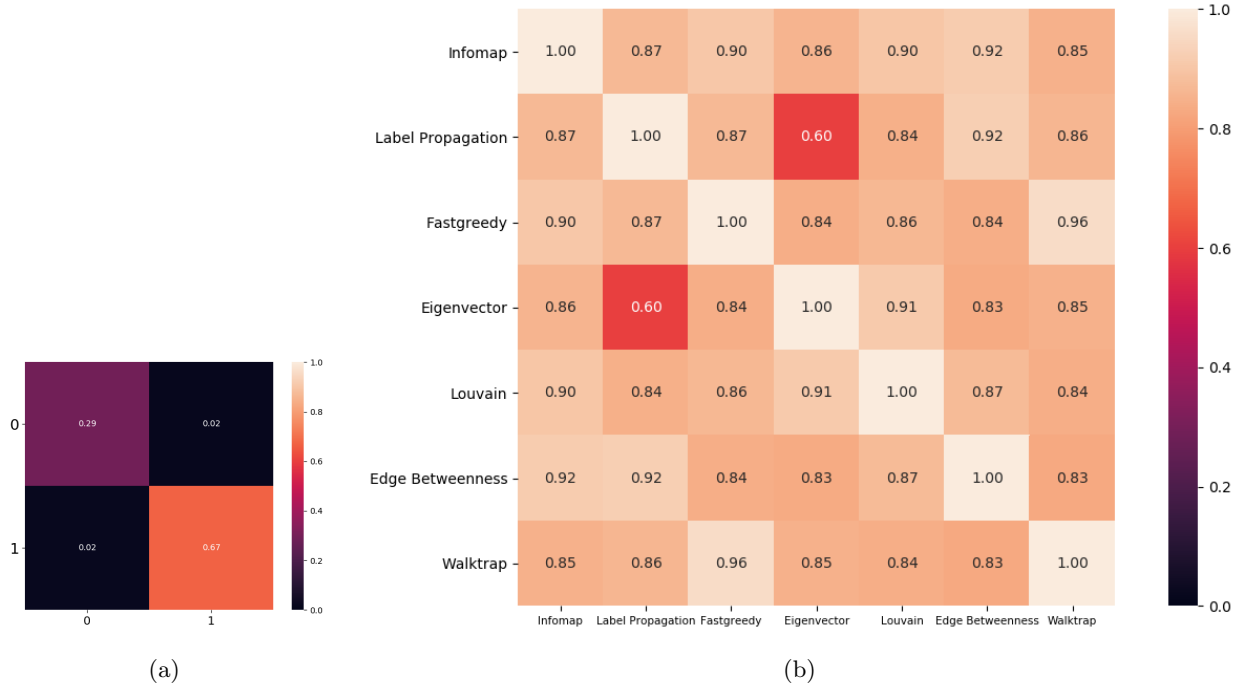 0
1
0.29 0.02
0.02 0.67
0 1
1.0
0.8
0.6
0.4
0.2
0.0
(a)
Infomap 1.00 0.87 0.90 0.86 0.90 0.92 0.85
Label Propagation 0.87 1.00 0.87 0.60 0.84 0.92 0.86
Fastgreedy 0.90 0.87 1.00 0.84 0.86 0.84 0.96
Eigenvector 0.86 0.60 0.84 1.00 0.91 0.83 0.85
Louvain 0.90 0.84 0.86 0.91 1.00 0.87 0.84
Edge Betweenness 0.92 0.92 0.84 0.83 0.87 1.00 0.83
Walktrap 0.85 0.86 0.96 0.85 0.84 0.83 1.00
Infomap Label Propagation Fastgreedy Eigenvector Louvain Edge Betweenness Walktrap
1.0
0.8
0.6
0.4
0.2
0.0
(b)